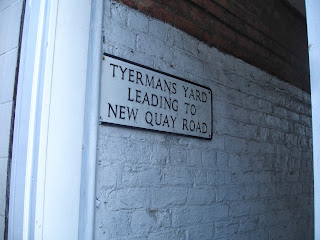 TYERMANS YARD
LEADING TO
NEW QUAY ROAD